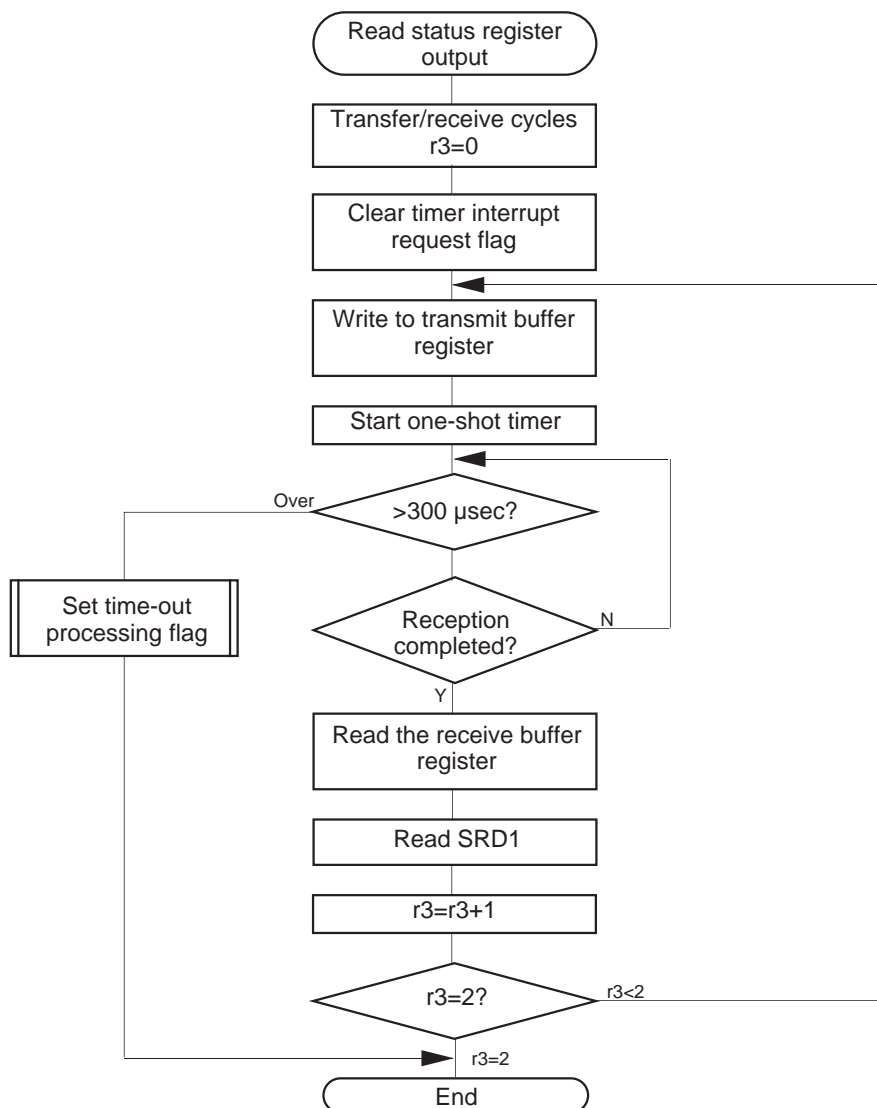 Read status register
output
Transfer/receive cycles
r3=0
Clear timer interrupt
request flag
Write to transmit buffer
register
Start one-shot timer
Over
>300 µsec?
Set time-out
processing flag
Reception
completed?
N
Y
Read the receive buffer
register
Read SRD1
r3=r3+1
r3=2?
r3<2
r3=2
End